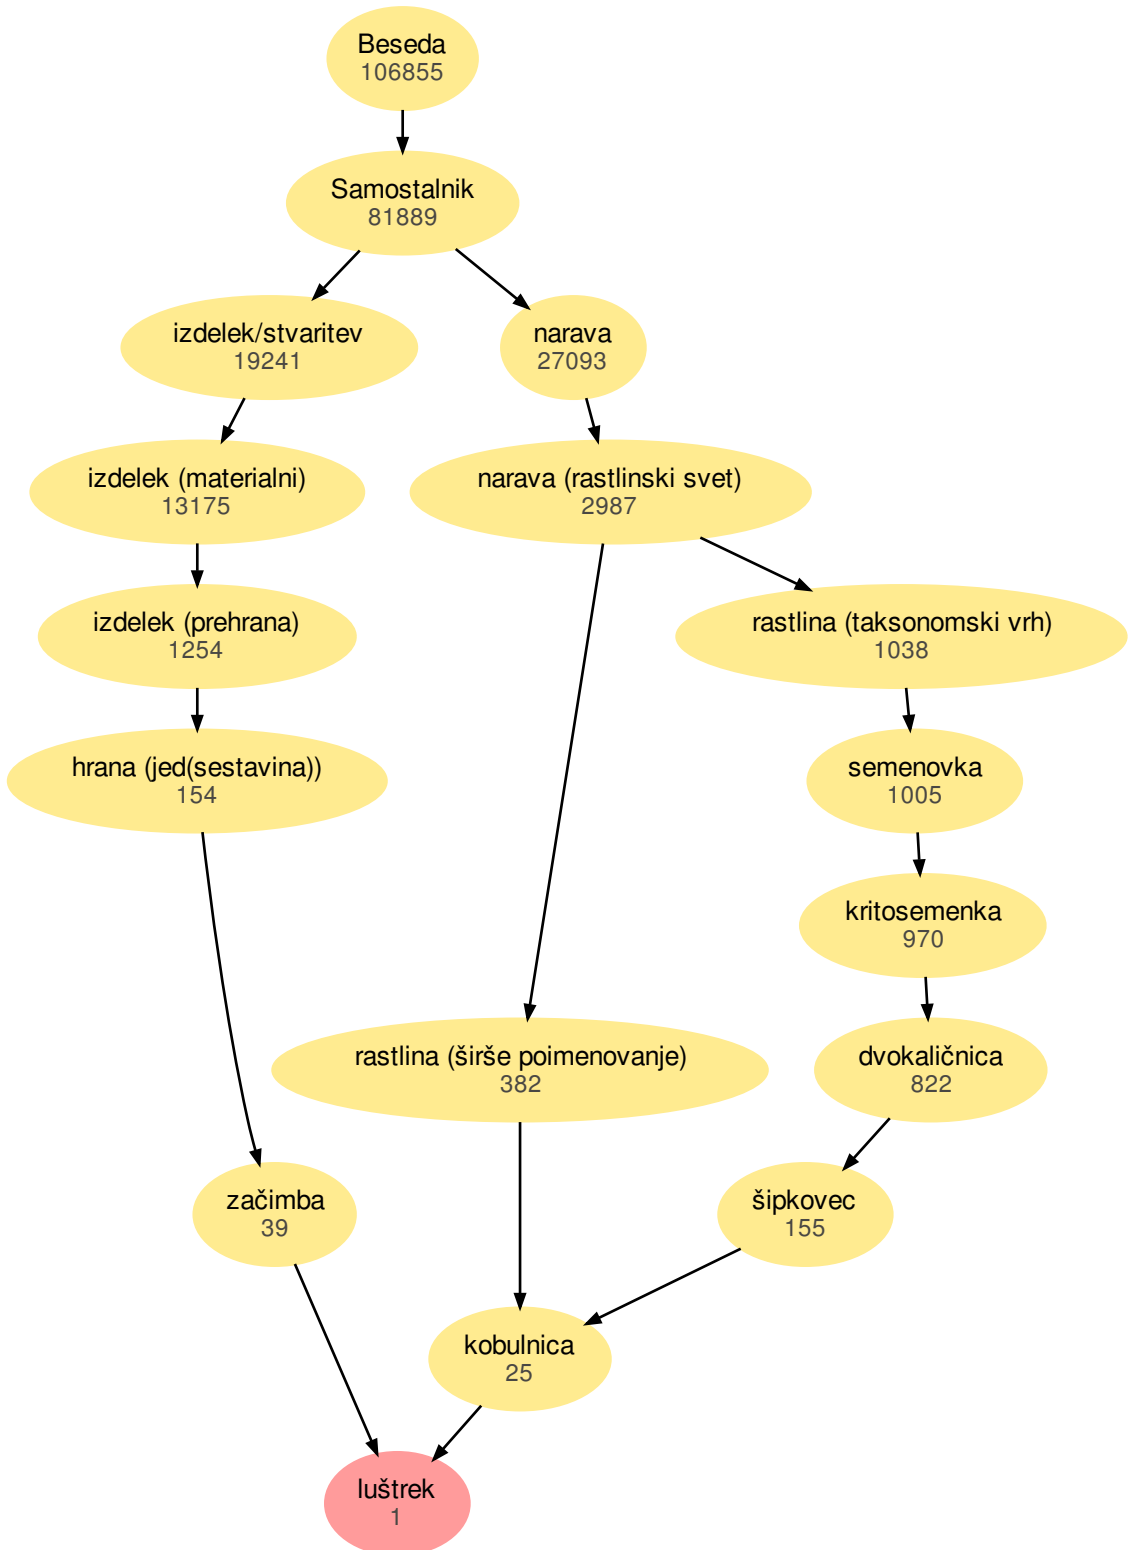 Beseda
106855
Samostalnik
81889
izdelek/stvaritev
19241
narava
27093
izdelek (materialni)
13175
narava (rastlinski svet)
2987
izdelek (prehrana)
1254
rastlina (taksonomski vrh)
1038
hrana (jed(sestavina))
154
semenovka
1005
kritosemenka
970
rastlina (širše poimenovanje)
382
dvokaličnica
822
začimba
39
šipkovec
155
kobulnica
25
luštrek
1